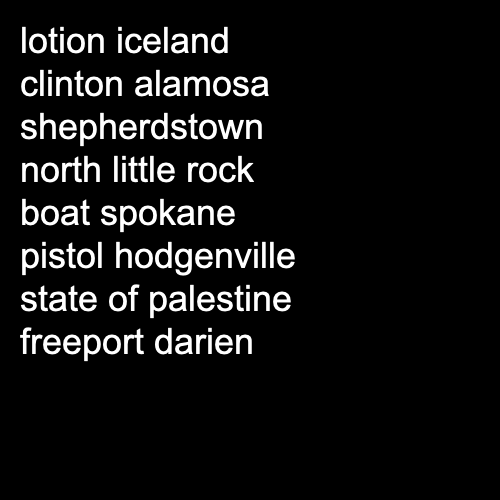 lotion iceland
clinton alamosa
shepherdstown
north little rock
boat spokane
pistol hodgenville
state of palestine
freeport darien